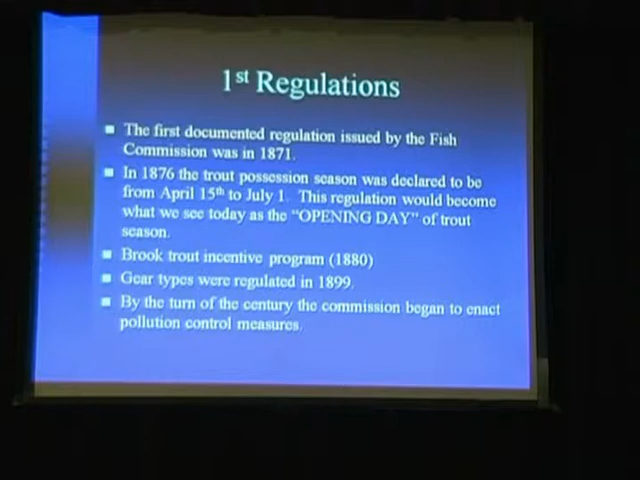 1st Regulations
The first documented regulation issued by the Fish
Commission was in 1871.
In 1876 the trout possession season was declared to be
from April 15th to July 1. This regulation would become
what we see today as the "OPENING DAY" of trout
season.
Brook trout incentive program (1880)
Gear types were regulated in 1899.
By the turn of the century the commission began to enact
pollution control measures.